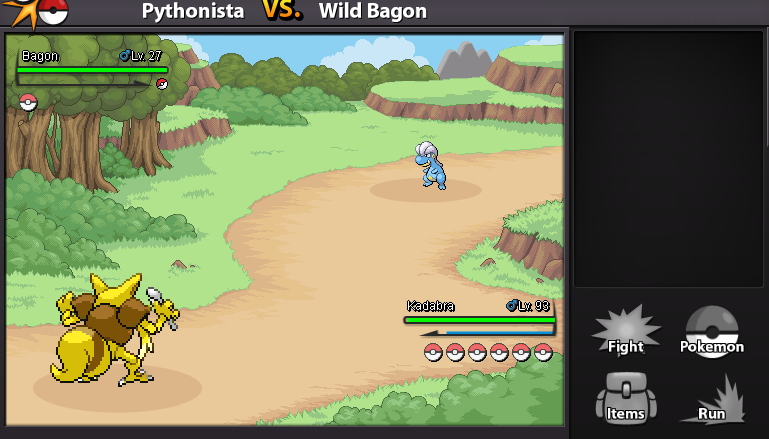 Pythonista VS. Wild Bagon
Bagon ♂ Lv. 27
Kadabra ♂ Lv. 93
Fight
Pokemon
Items
Run